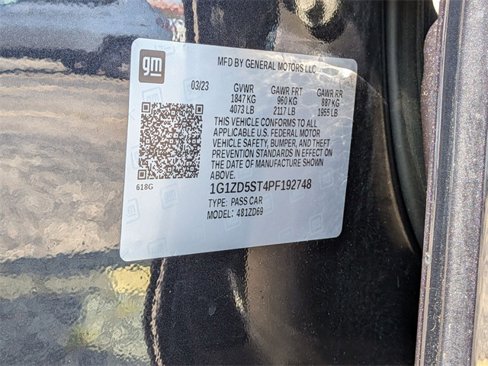 gm
MFD BY GENERAL MOTORS LLC
03/23 GVWR GAWR FRT GAWR RR
1847 KG 960 KG 887 KG
4073 LB 2117 LB 1955 LB
THIS VEHICLE CONFORMS TO ALL
APPLICABLE U.S. FEDERAL MOTOR
VEHICLE SAFETY, BUMPER, AND THEFT
PREVENTION STANDARDS IN EFFECT ON
THE DATE OF MANUFACTURE SHOWN
ABOVE.
618G
1G1ZD5ST4PF192748
TYPE: PASS CAR
MODEL: 481ZD69